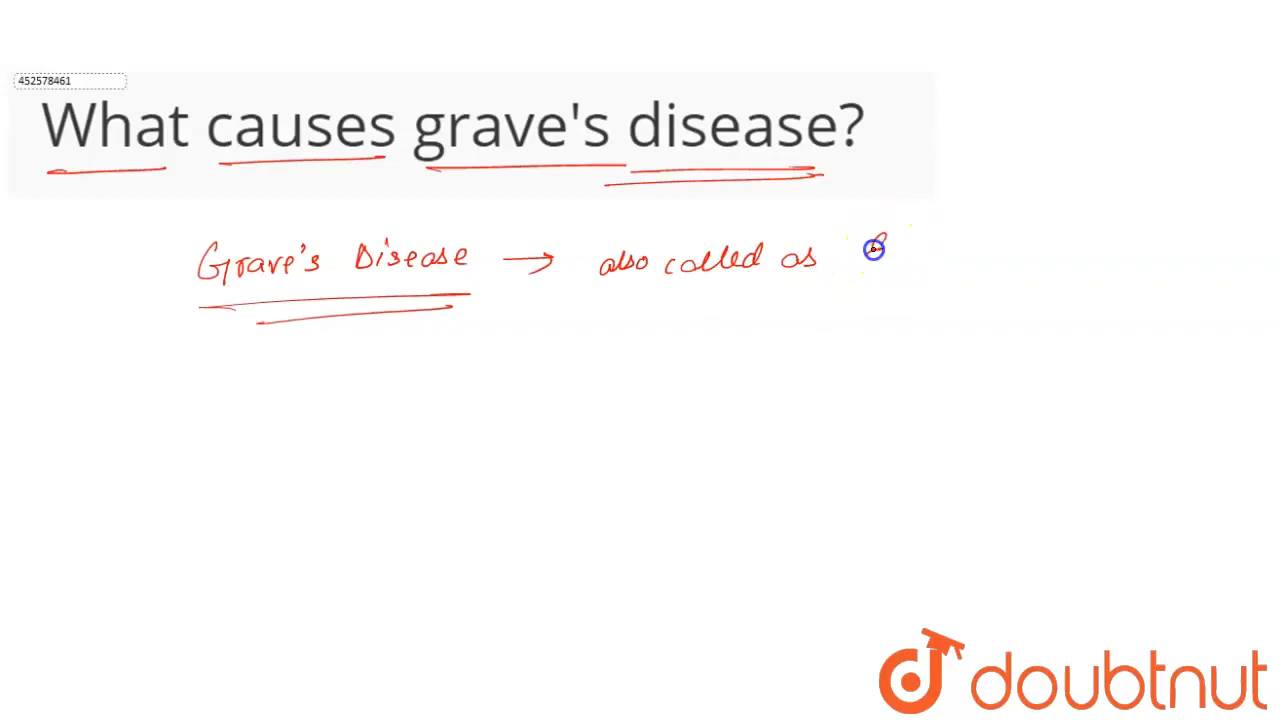 452578461
What causes grave's disease?
Grave's Disease → also called as
doubtnut